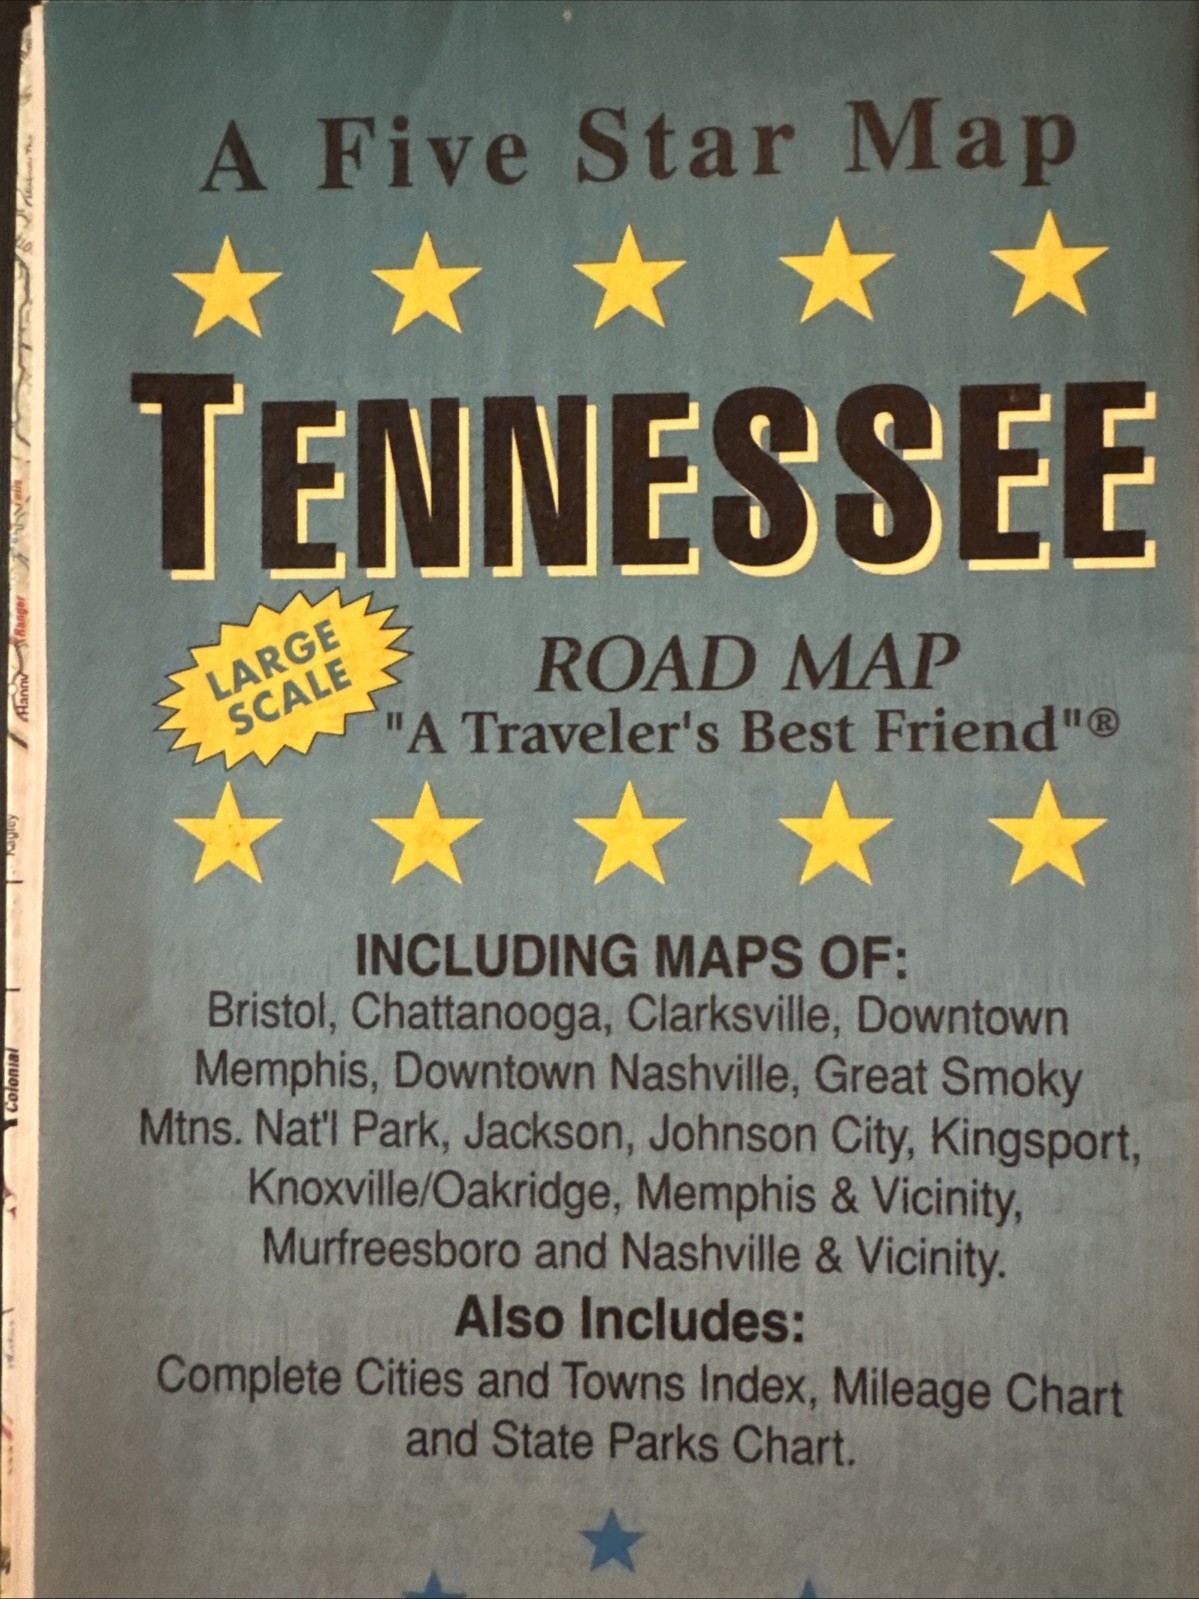 A Five Star Map
TENNESSEE
LARGE
SCALE
ROAD MAP
"A Traveler's Best Friend"®
INCLUDING MAPS OF:
Bristol, Chattanooga, Clarksville, Downtown
Memphis, Downtown Nashville, Great Smoky
Mtns. Nat'l Park, Jackson, Johnson City, Kingsport,
Knoxville/Oakridge, Memphis & Vicinity,
Murfreesboro and Nashville & Vicinity.
Also Includes:
Complete Cities and Towns Index, Mileage Chart
and State Parks Chart.
Ranger
Colonial